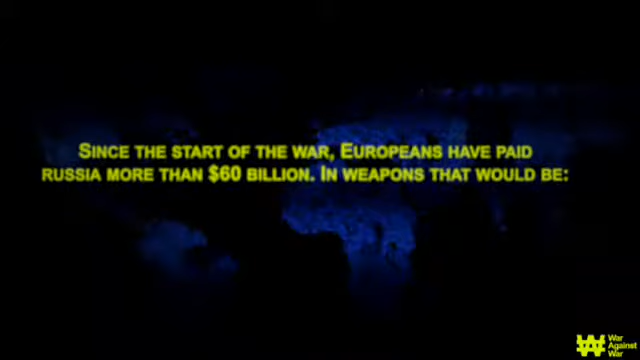 SINCE THE START OF THE WAR, EUROPEANS HAVE PAID
RUSSIA MORE THAN $60 BILLION. IN WEAPONS THAT WOULD BE:
War
Against
War